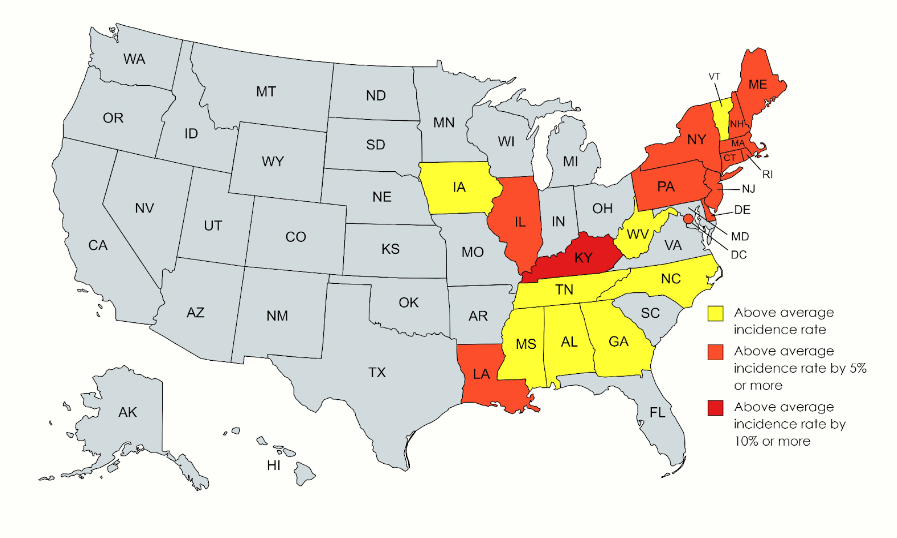 WA
OR
ID
MT
WY
ND
SD
NE
KS
MN
IA
WI
MI
IL
IN
OH
MO
KY
NV
UT
CO
CA
AZ
NM
OK
AR
TX
LA
MS
AL
GA
TN
NC
SC
FL
VA
WV
PA
NY
VT
NH
ME
MA
CT
RI
NJ
DE
MD
DC
AK
HI
Above average
incidence rate
Above average
incidence rate by 5%
or more
Above average
incidence rate by
10% or more